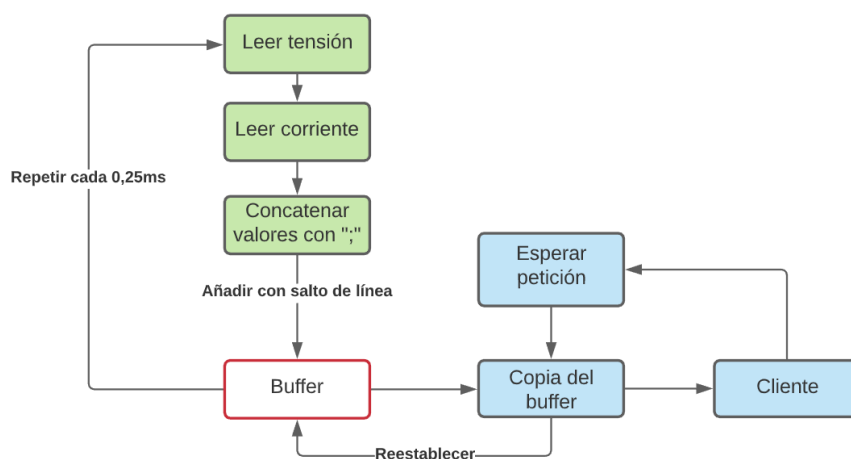 Leer tensión
Leer corriente
Repetir cada 0,25ms
Concatenar
valores con ";"
Añadir con salto de línea
Esperar
petición
Buffer
Copia del
buffer
Cliente
Reestablecer